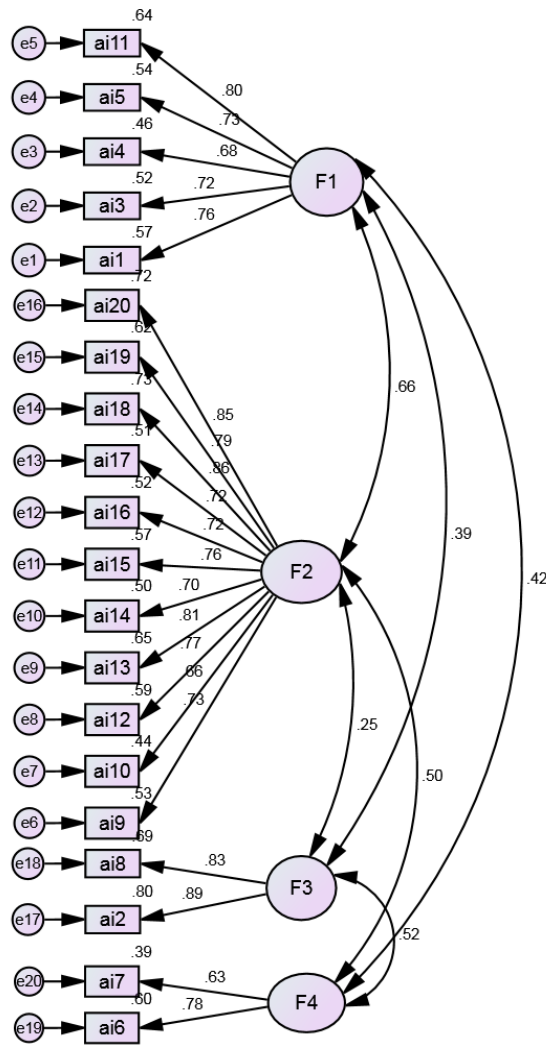 .64
e5 ai11
.80
.54
e4 ai5
.73
.46
e3 ai4
.68
F1
.52
e2 ai3
.72
.76
.57
e1 ai1
.72
e16 ai20
.62
e15 ai19
.73
.66
e14 ai18
.85
.51
.79
e13 ai17
.86
.52
.72
e12 ai16
.72
.39
.57
.76
e11 ai15
F2
.42
.50
.70
e10 ai14
.81
.65
.77
e9 ai13
.66
.59
.73
e8 ai12
.25
.44
e7 ai10
.50
.53
e6 ai9
.69
e18 ai8
.83
F3
.80
.89
e17 ai2
.52
.39
e20 ai7
.63
F4
.60
.78
e19 ai6